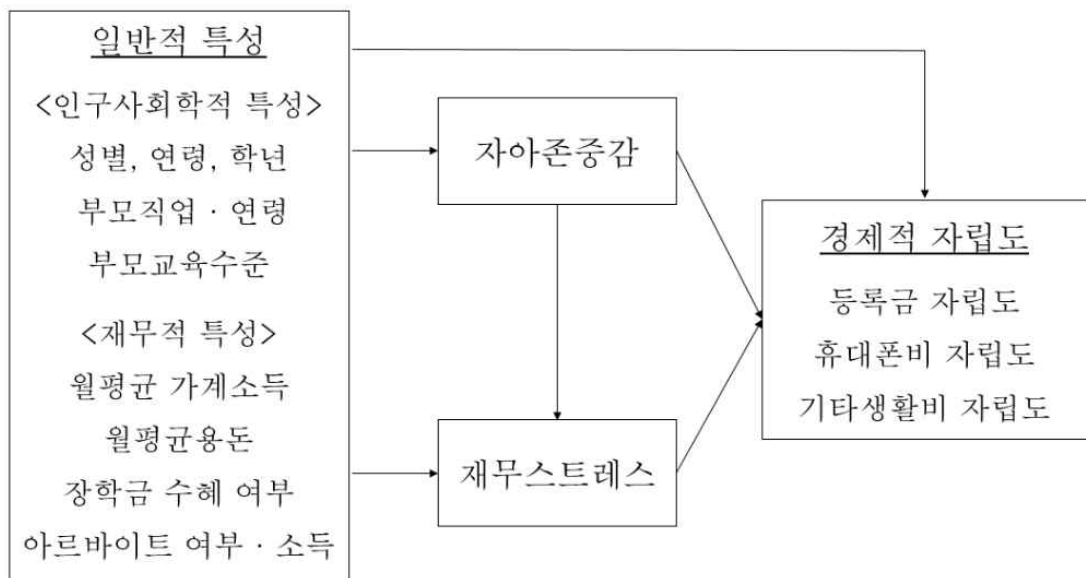 일반적 특성
<인구사회학적 특성>
성별, 연령, 학년
부모직업 · 연령
부모교육수준
<재무적 특성>
월평균 가계소득
월평균용돈
장학금 수혜 여부
아르바이트 여부 · 소득
자아존중감
재무스트레스
경제적 자립도
등록금 자립도
휴대폰비 자립도
기타생활비 자립도